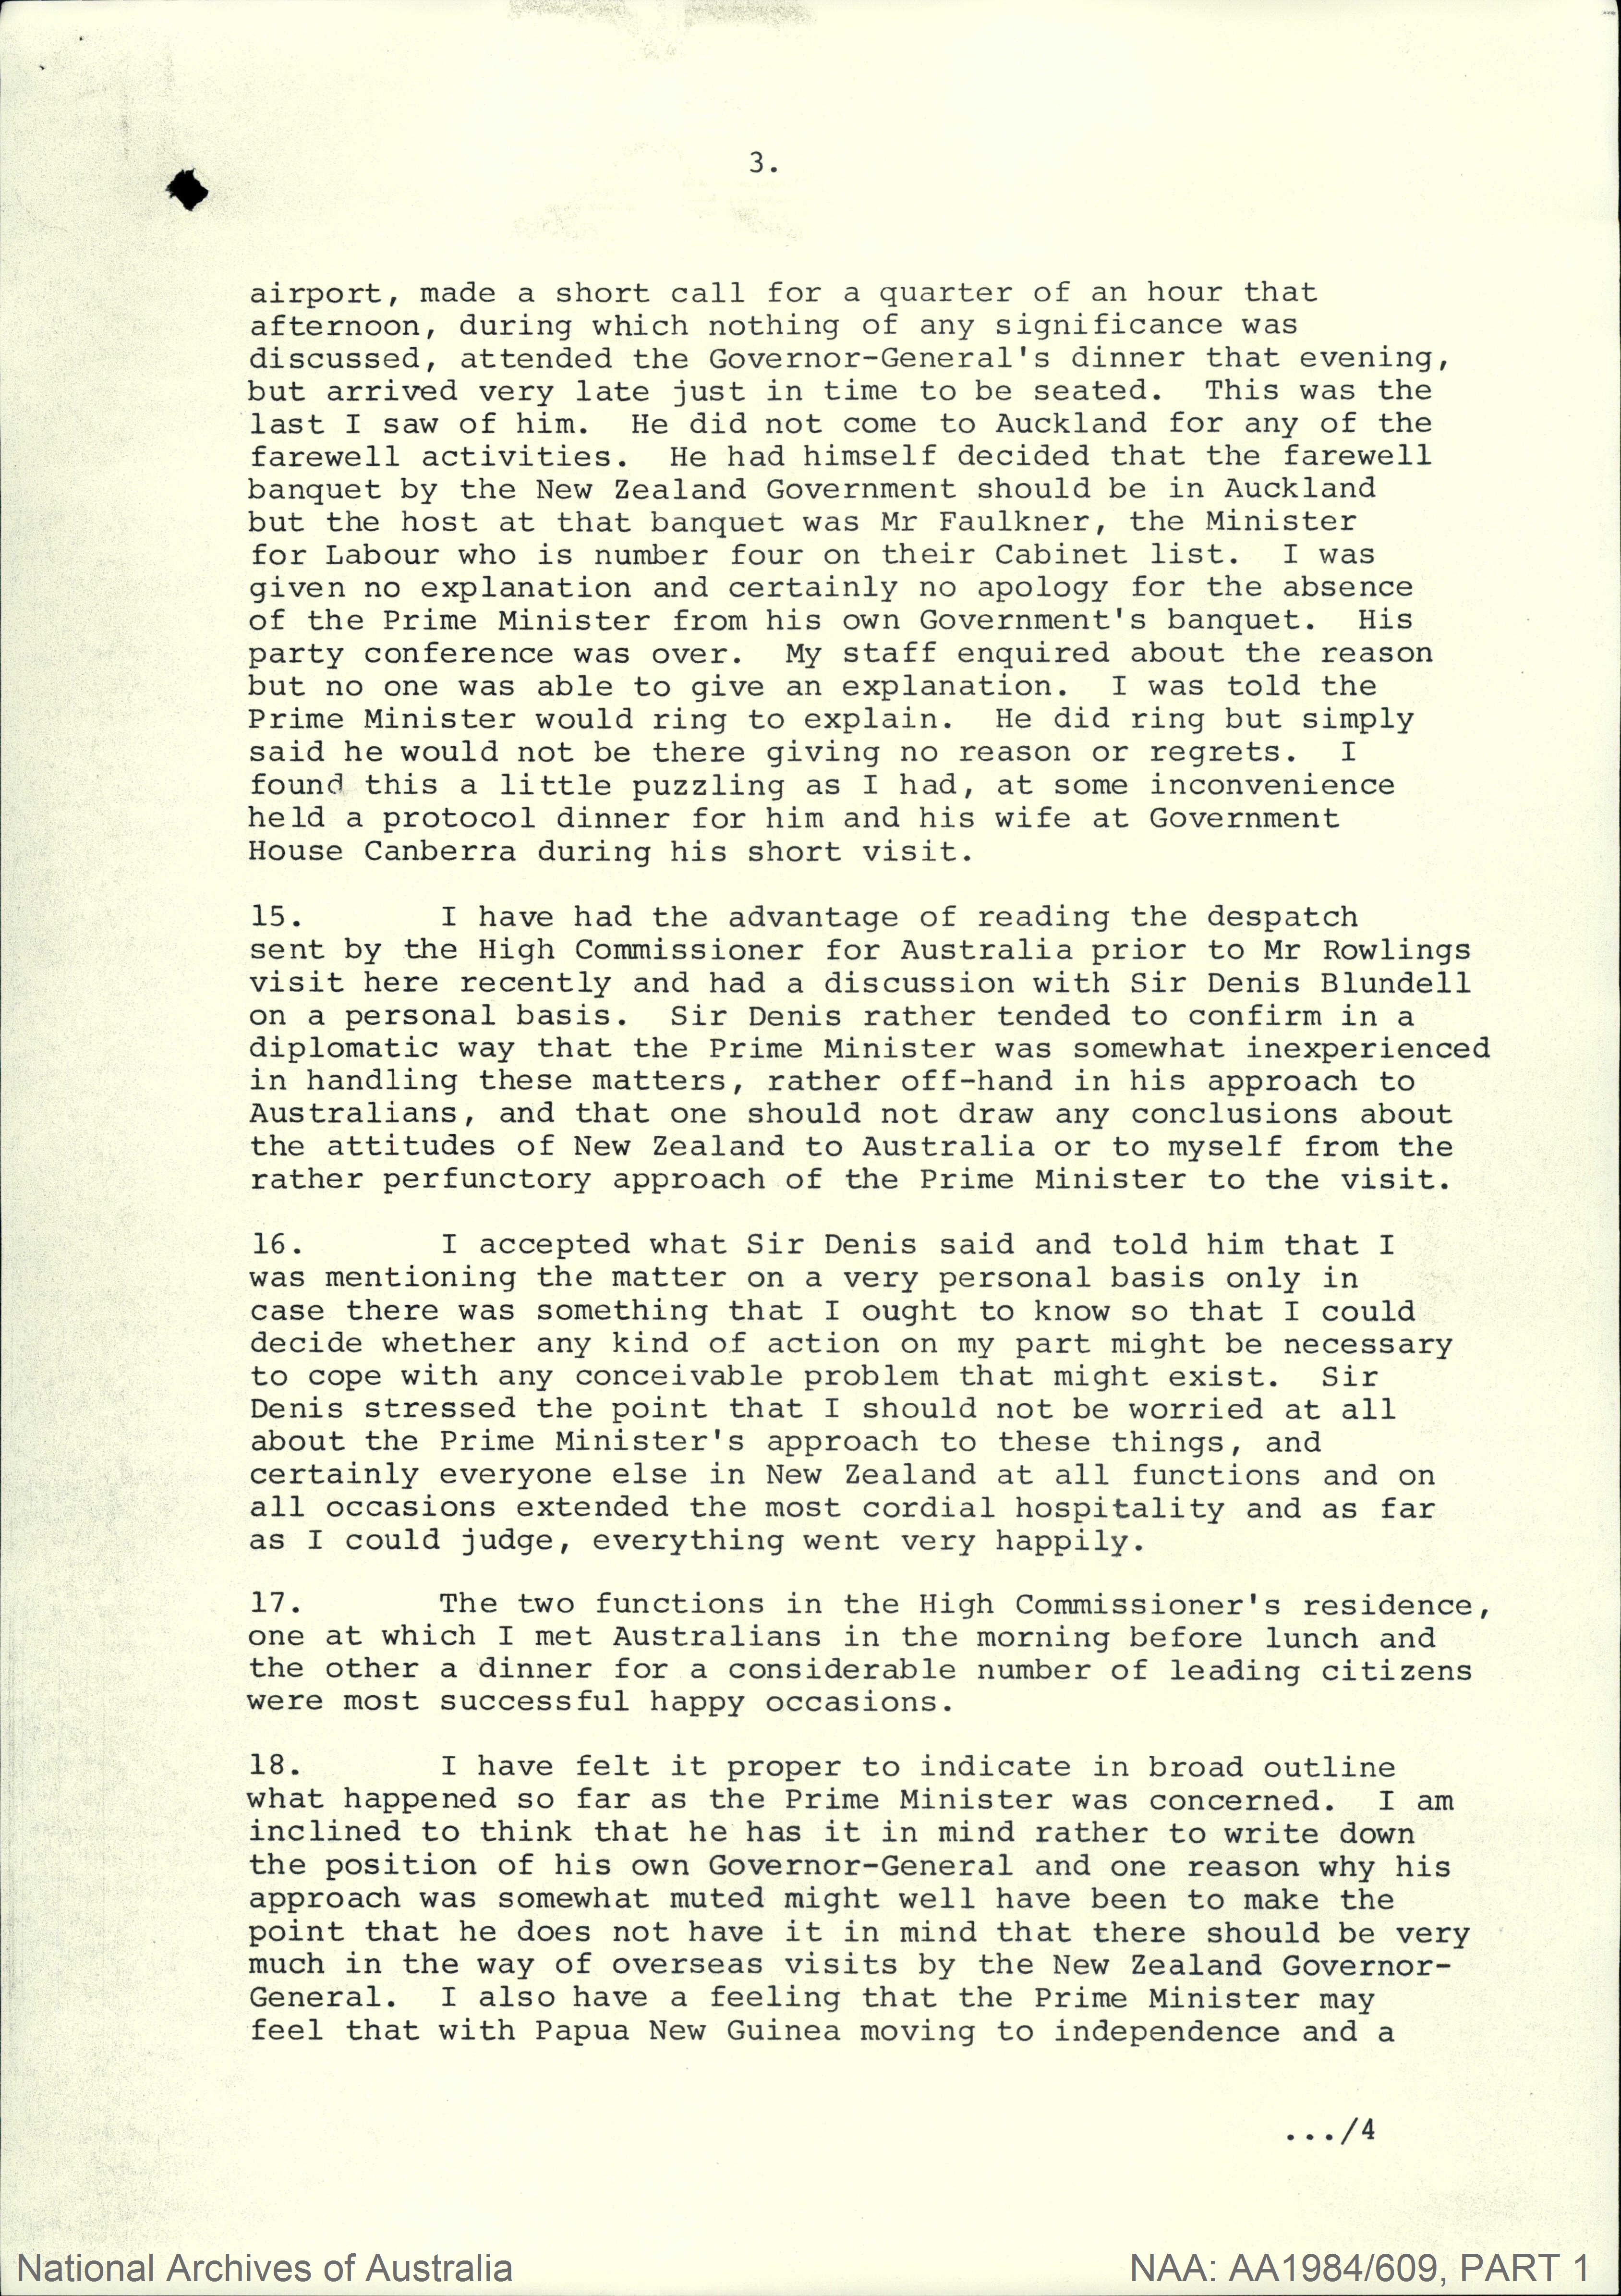 3.
airport, made a short call for a quarter of an hour that
afternoon, during which nothing of any significance was
discussed, attended the Governor-General's dinner that evening,
but arrived very late just in time to be seated. This was the
last I saw of him. He did not come to Auckland for any of the
farewell activities. He had himself decided that the farewell
banquet by the New Zealand Government should be in Auckland
but the host at that banquet was Mr Faulkner, the Minister
for Labour who is number four on their Cabinet list. I was
given no explanation and certainly no apology for the absence
of the Prime Minister from his own Government's banquet. His
party conference was over. My staff enquired about the reason
but no one was able to give an explanation. I was told the
Prime Minister would ring to explain. He did ring but simply
said he would not be there giving no reason or regrets. I
found this a little puzzling as I had, at some inconvenience
held a protocol dinner for him and his wife at Government
House Canberra during his short visit.
15. I have had the advantage of reading the despatch
sent by the High Commissioner for Australia prior to Mr Rowlings
visit here recently and had a discussion with Sir Denis Blundell
on a personal basis. Sir Denis rather tended to confirm in a
diplomatic way that the Prime Minister was somewhat inexperienced
in handling these matters, rather off-hand in his approach to
Australians, and that one should not draw any conclusions about
the attitudes of New Zealand to Australia or to myself from the
rather perfunctory approach of the Prime Minister to the visit.
16. I accepted what Sir Denis said and told him that I
was mentioning the matter on a very personal basis only in
case there was something that I ought to know so that I could
decide whether any kind of action on my part might be necessary
to cope with any conceivable problem that might exist. Sir
Denis stressed the point that I should not be worried at all
about the Prime Minister's approach to these things, and
certainly everyone else in New Zealand at all functions and on
all occasions extended the most cordial hospitality and as far
as I could judge, everything went very happily.
17. The two functions in the High Commissioner's residence,
one at which I met Australians in the morning before lunch and
the other a dinner for a considerable number of leading citizens
were most successful happy occasions.
18. I have felt it proper to indicate in broad outline
what happened so far as the Prime Minister was concerned. I am
inclined to think that he has it in mind rather to write down
the position of his own Governor-General and one reason why his
approach was somewhat muted might well have been to make the
point that he does not have it in mind that there should be very
much in the way of overseas visits by the New Zealand Governor-
General. I also have a feeling that the Prime Minister may
feel that with Papua New Guinea moving to independence and a
.../4
National Archives of Australia
NAA: AA1984/609, PART 1